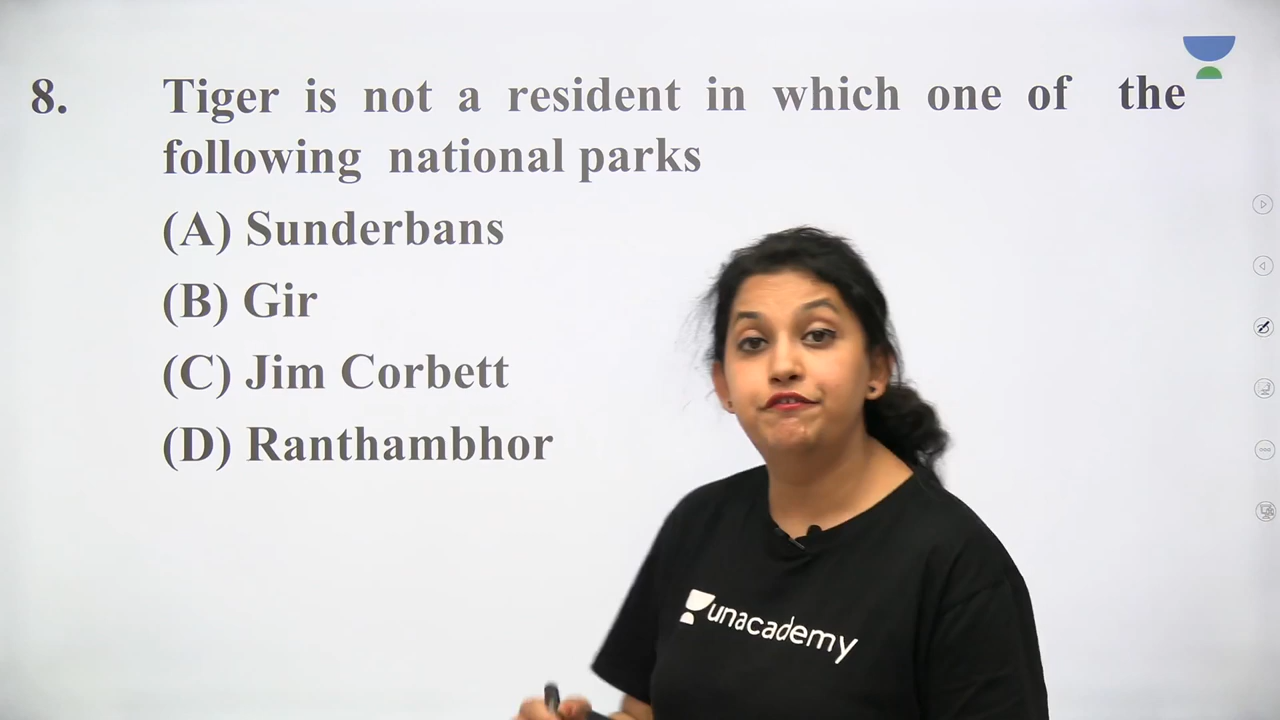 8. Tiger is not a resident in which one of the
following national parks
(A) Sunderbans
(B) Gir
(C) Jim Corbett
(D) Ranthambhor
unacademy